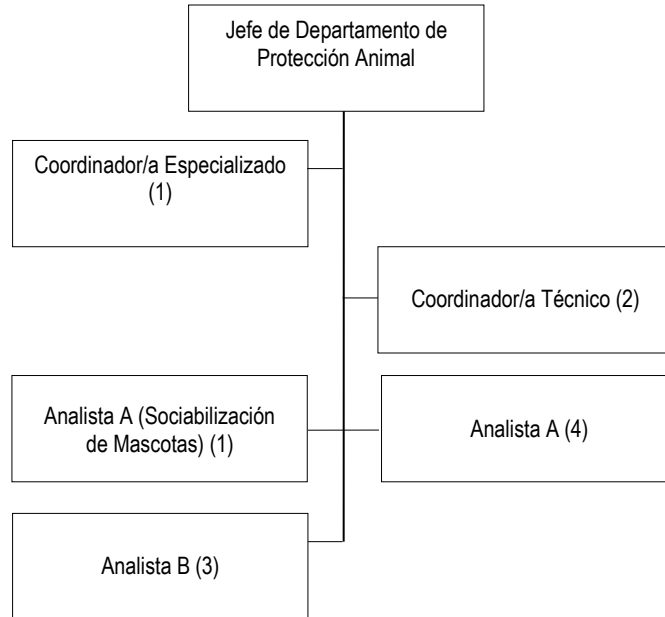 Jefe de Departamento de
Protección Animal
Coordinador/a Especializado
(1)
Coordinador/a Técnico (2)
Analista A (Sociabilización
de Mascotas) (1)
Analista A (4)
Analista B (3)